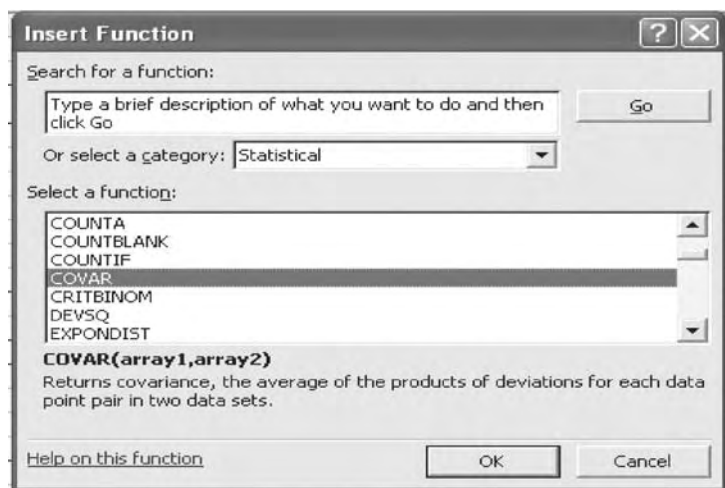 Insert Function
Search for a function:
Type a brief description of what you want to do and then
click Go
Go
Or select a category: Statistical
Select a function:
COUNTA
COUNTBLANK
COUNTIF
COVAR
CRITBINOM
DEVSQ
EXPONDIST
COVAR(array1,array2)
Returns covariance, the average of the products of deviations for each data
point pair in two data sets.
Help on this function
OK
Cancel